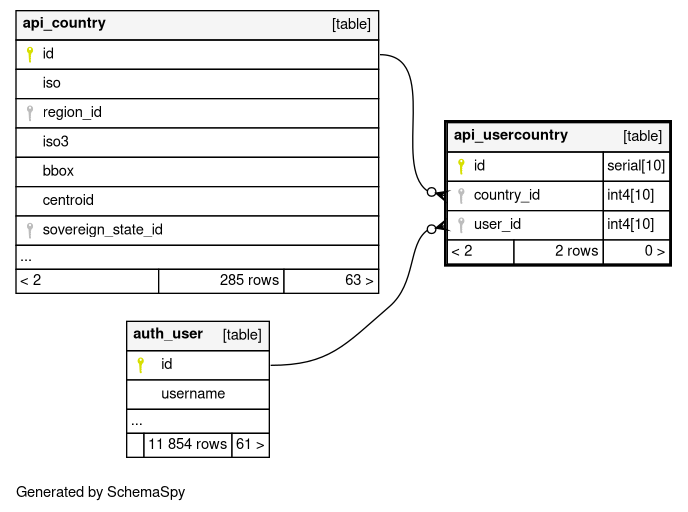 api_country [table]
id
iso
region_id
iso3
bbox
centroid
sovereign_state_id
...
< 2 285 rows 63 >
api_usercountry [table]
id serial[10]
country_id int4[10]
user_id int4[10]
< 2 2 rows 0 >
auth_user [table]
id
username
...
11 854 rows 61 >
Generated by SchemaSpy